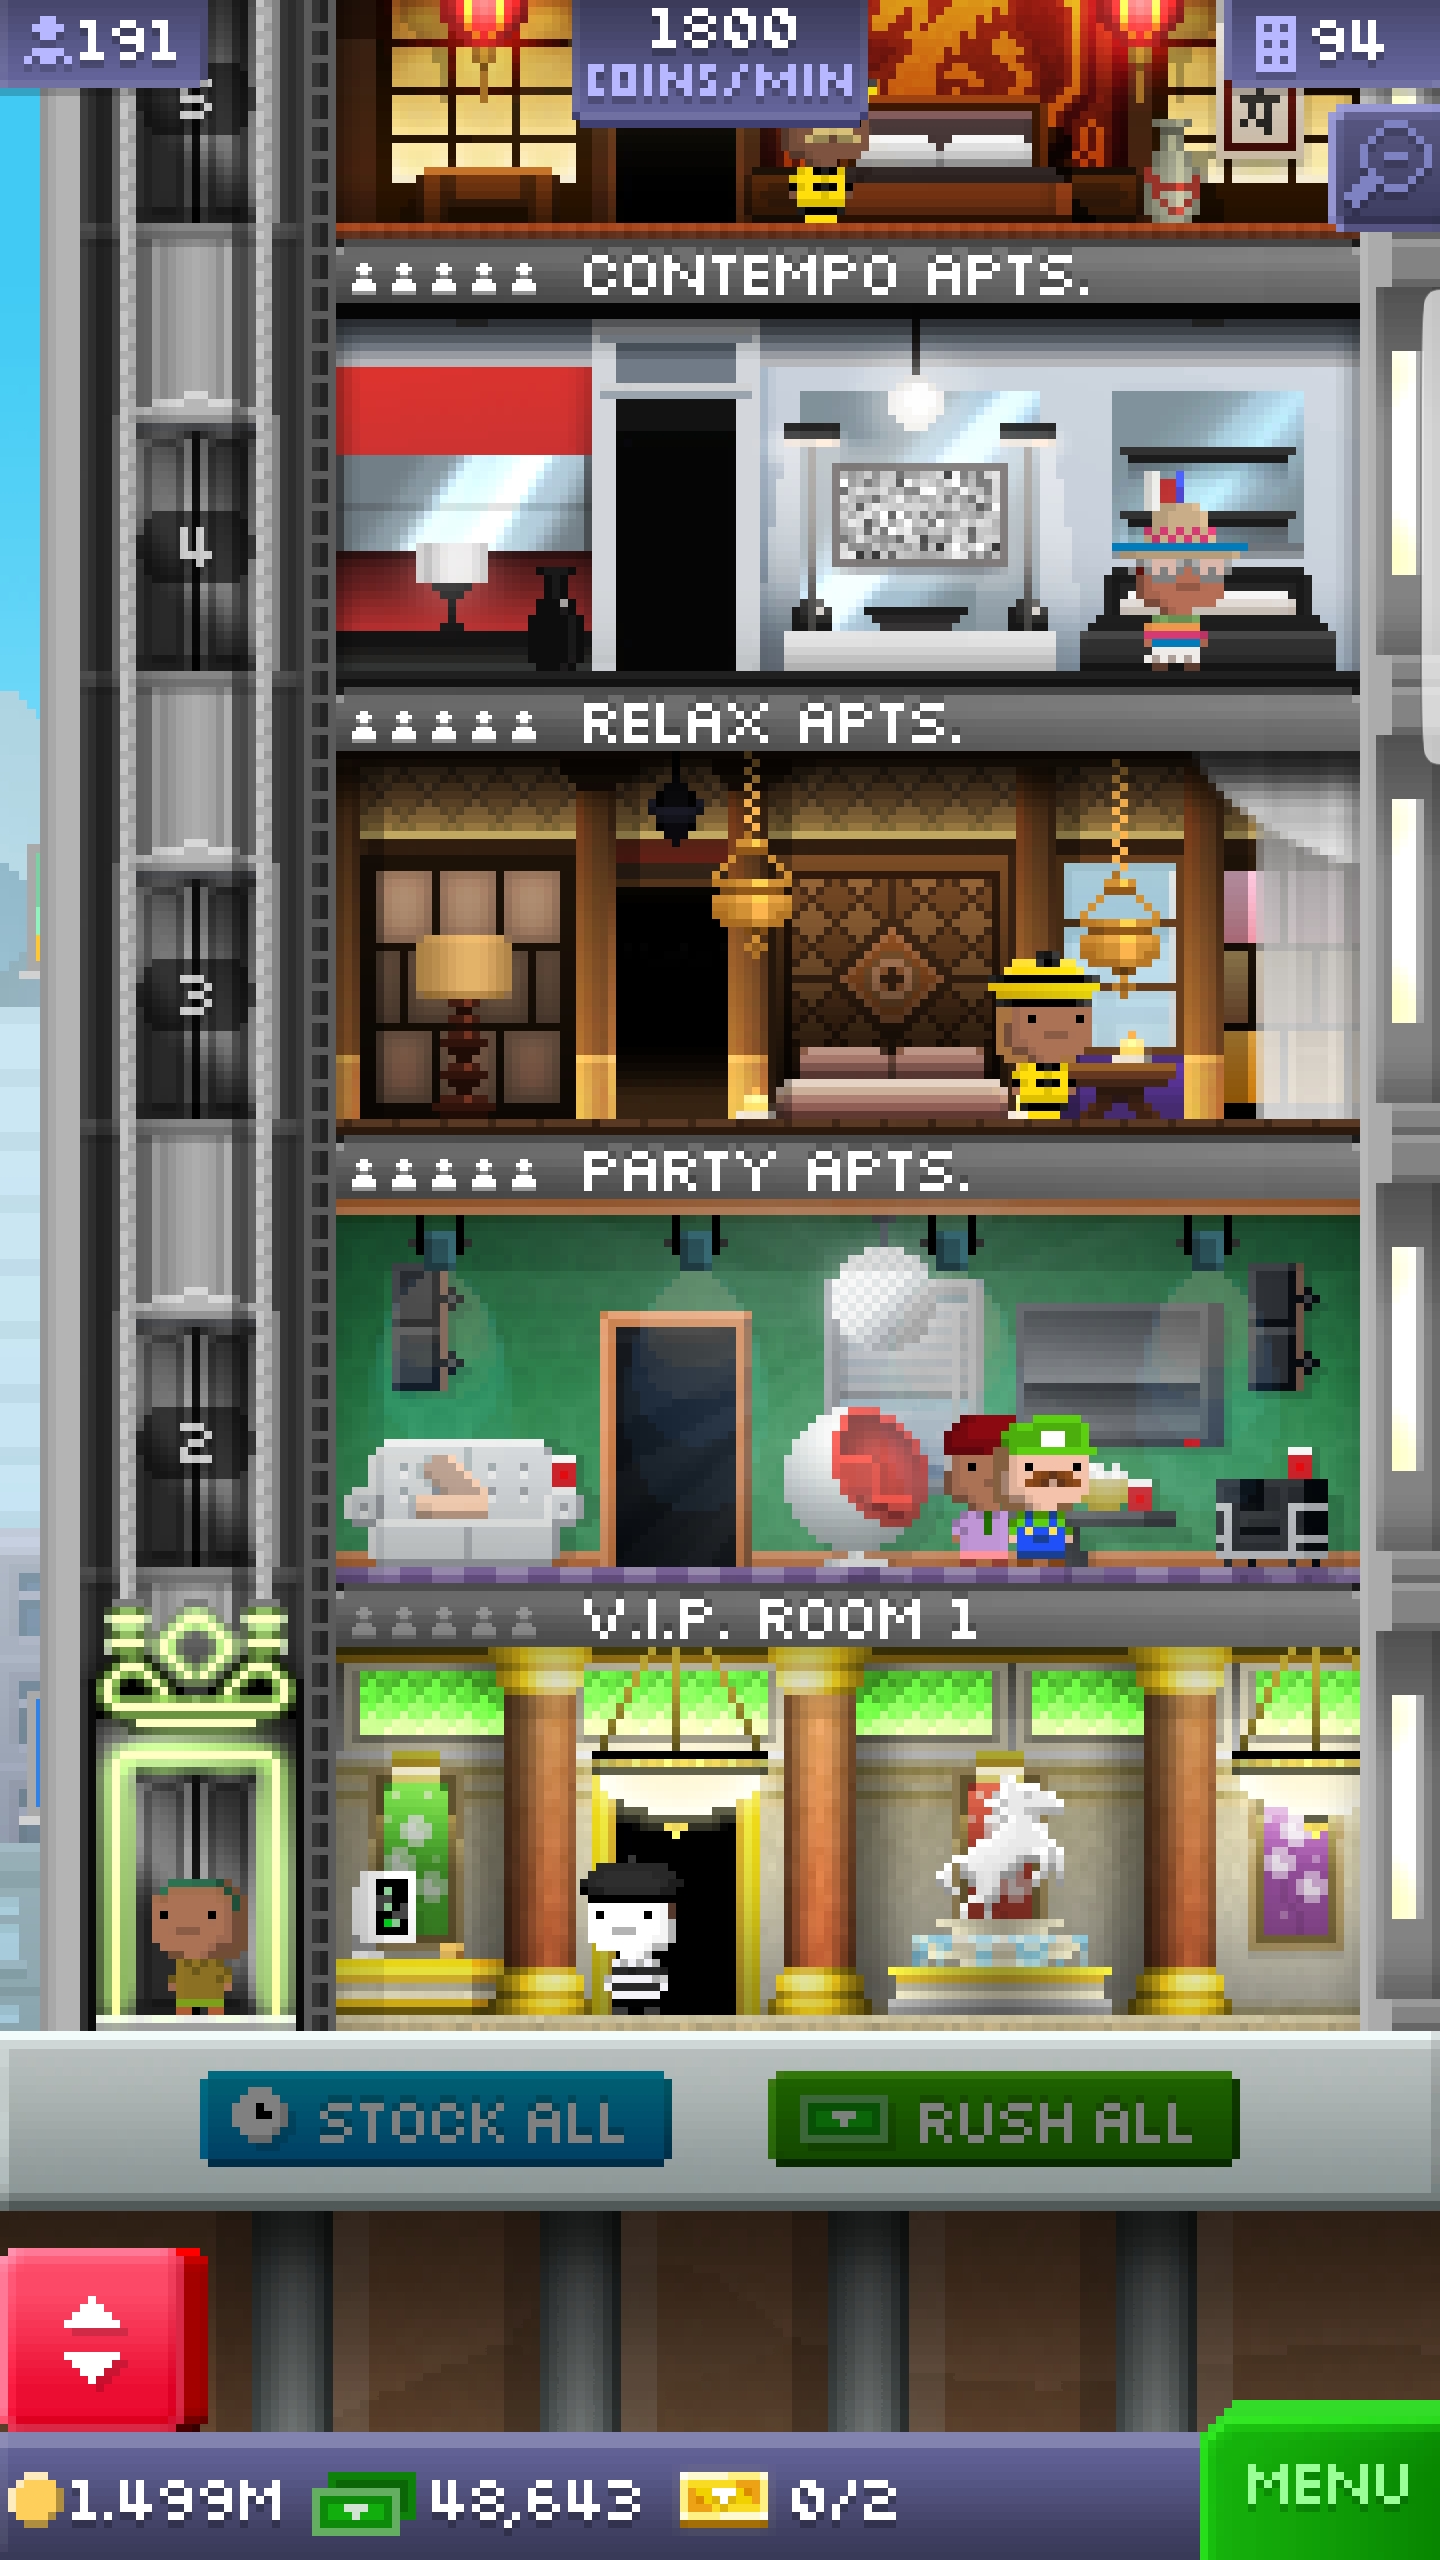 191
1800
COINS/MIN
94
5
CONTEMPO APTS.
4
RELAX APTS.
3
PARTY APTS.
2
V.I.P. ROOM 1
STOCK ALL
RUSH ALL
1.499M
48,643
0/2
MENU